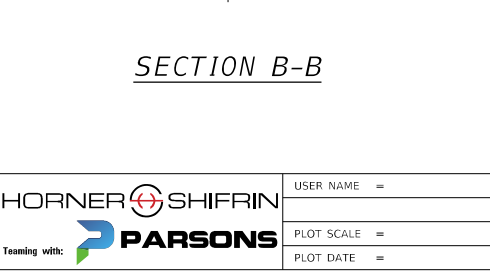 SECTION B-B
HORNER SHIFRIN
Teaming with: PARSONS
USER NAME =
PLOT SCALE =
PLOT DATE =